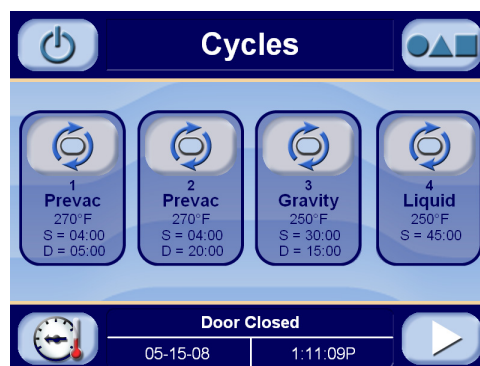 Cycles
1
Prevac
270°F
S = 04:00
D = 05:00
2
Prevac
270°F
S = 04:00
D = 20:00
3
Gravity
250°F
S = 30:00
D = 15:00
4
Liquid
250°F
S = 45:00
Door Closed
05-15-08
1:11:09P